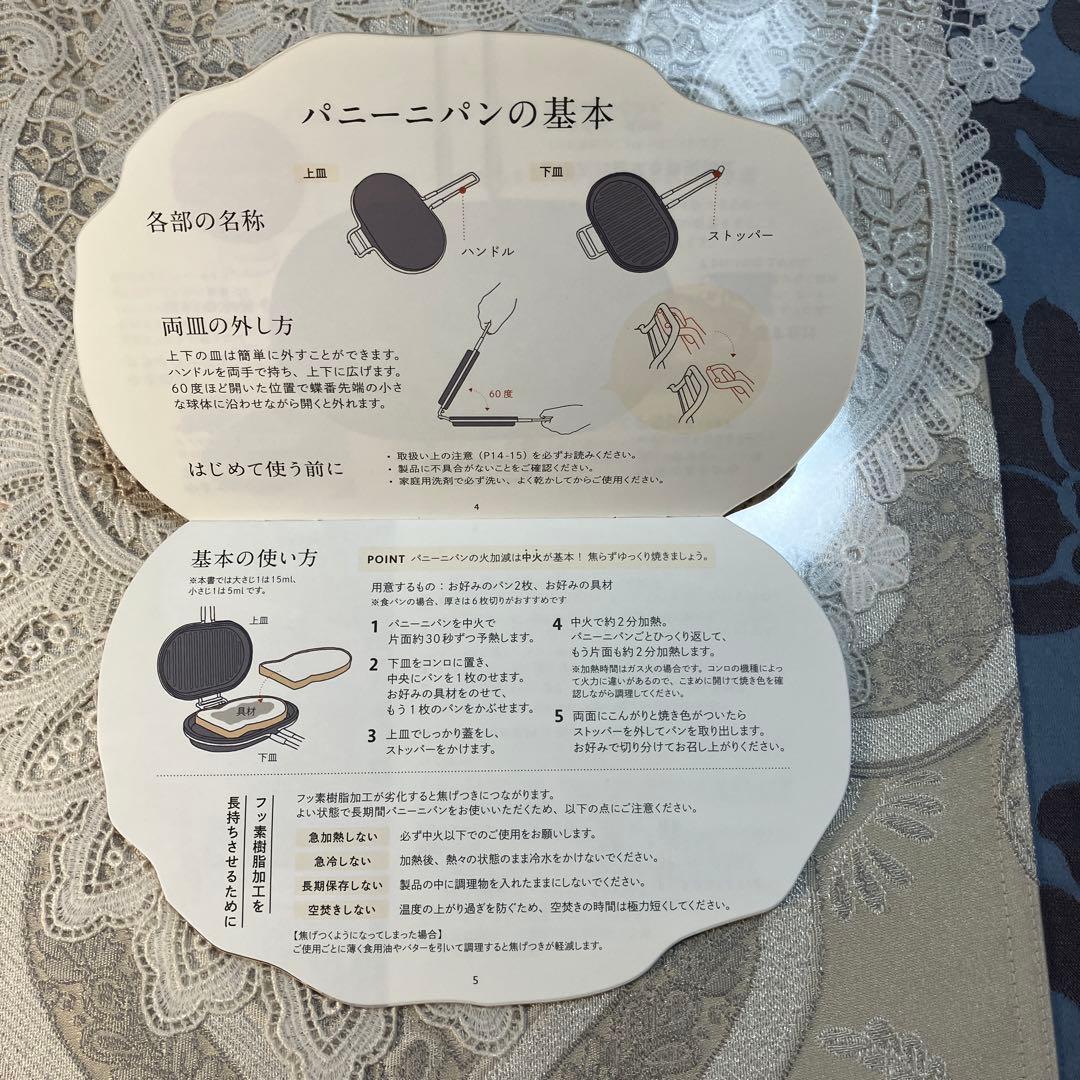 パニーニパンの基本
各部の名称
上皿
ハンドル
下皿
ストッパー
両皿の外し方
上下の皿は簡単に外すことができます。
ハンドルを両手で持ち、上下に広げます。
60度ほど開いた位置で蝶番先端の小さ
な球体に沿わせながら開くと外れます。
60度
はじめて使う前に
・取扱い上の注意（P14-15）を必ずお読みください。
・製品に不具合がないことをご確認ください。
・家庭用洗剤で必ず洗い、よく乾かしてからご使用ください。
4
基本の使い方
※本書では大さじ1は15ml、
小さじ1は5mlです。
上皿
具材
下皿
POINT パニーニパンの火加減は中火が基本！ 焦らずゆっくり焼きましょう。
用意するもの：お好みのパン2枚、お好みの具材
※食パンの場合、厚さは6枚切りがおすすめです
1 パニーニパンを中火で
片面約30秒ずつ予熱します。
2 下皿をコンロに置き、
中央にパンを1枚のせます。
お好みの具材をのせて、
もう1枚のパンをかぶせます。
3 上皿でしっかり蓋をし、
ストッパーをかけます。
4 中火で約2分加熱。
パニーニパンごとひっくり返して、
もう片面も約2分加熱します。
※加熱時間はガス火の場合です。コンロの機種によっ
て火力に違いがあるので、こまめに開けて焼き色を確
認しながら調理してください。
5 両面にこんがりと焼き色がついたら
ストッパーを外してパンを取り出します。
お好みで切り分けてお召し上がりください。
フッ素樹脂加工を
長持ちさせるために
フッ素樹脂加工が劣化すると焦げつきにつながります。
よい状態で長期間パニーニパンをお使いいただくため、以下の点にご注意ください。
急加熱しない 必ず中火以下でのご使用をお願いします。
急冷しない 加熱後、熱々の状態のまま冷水をかけないでください。
長期保存しない 製品の中に調理物を入れたままにしないでください。
空焚きしない 温度の上がり過ぎを防ぐため、空焚きの時間は極力短くしてください。
【焦げつくようになってしまった場合】
ご使用ごとに薄く食用油やバターを引いて調理すると焦げつきが軽減します。
5